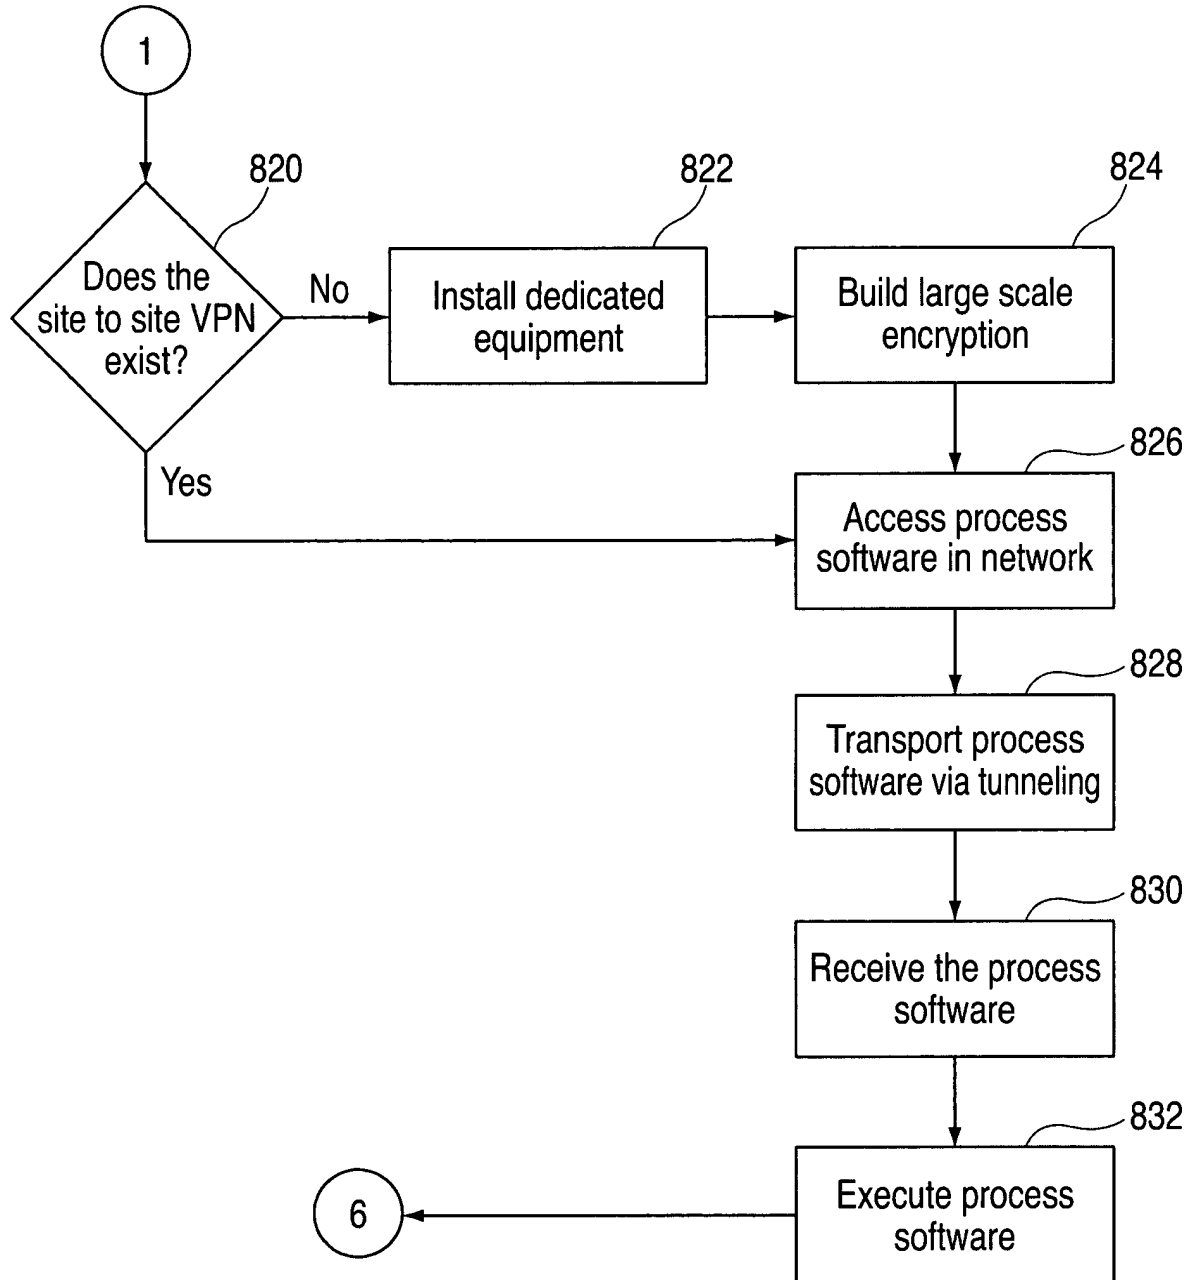 1
820
822
824
Does the
site to site VPN
exist?
No
Install dedicated
equipment
Build large scale
encryption
Yes
826
Access process
software in network
828
Transport process
software via tunneling
830
Receive the process
software
832
Execute process
software
6